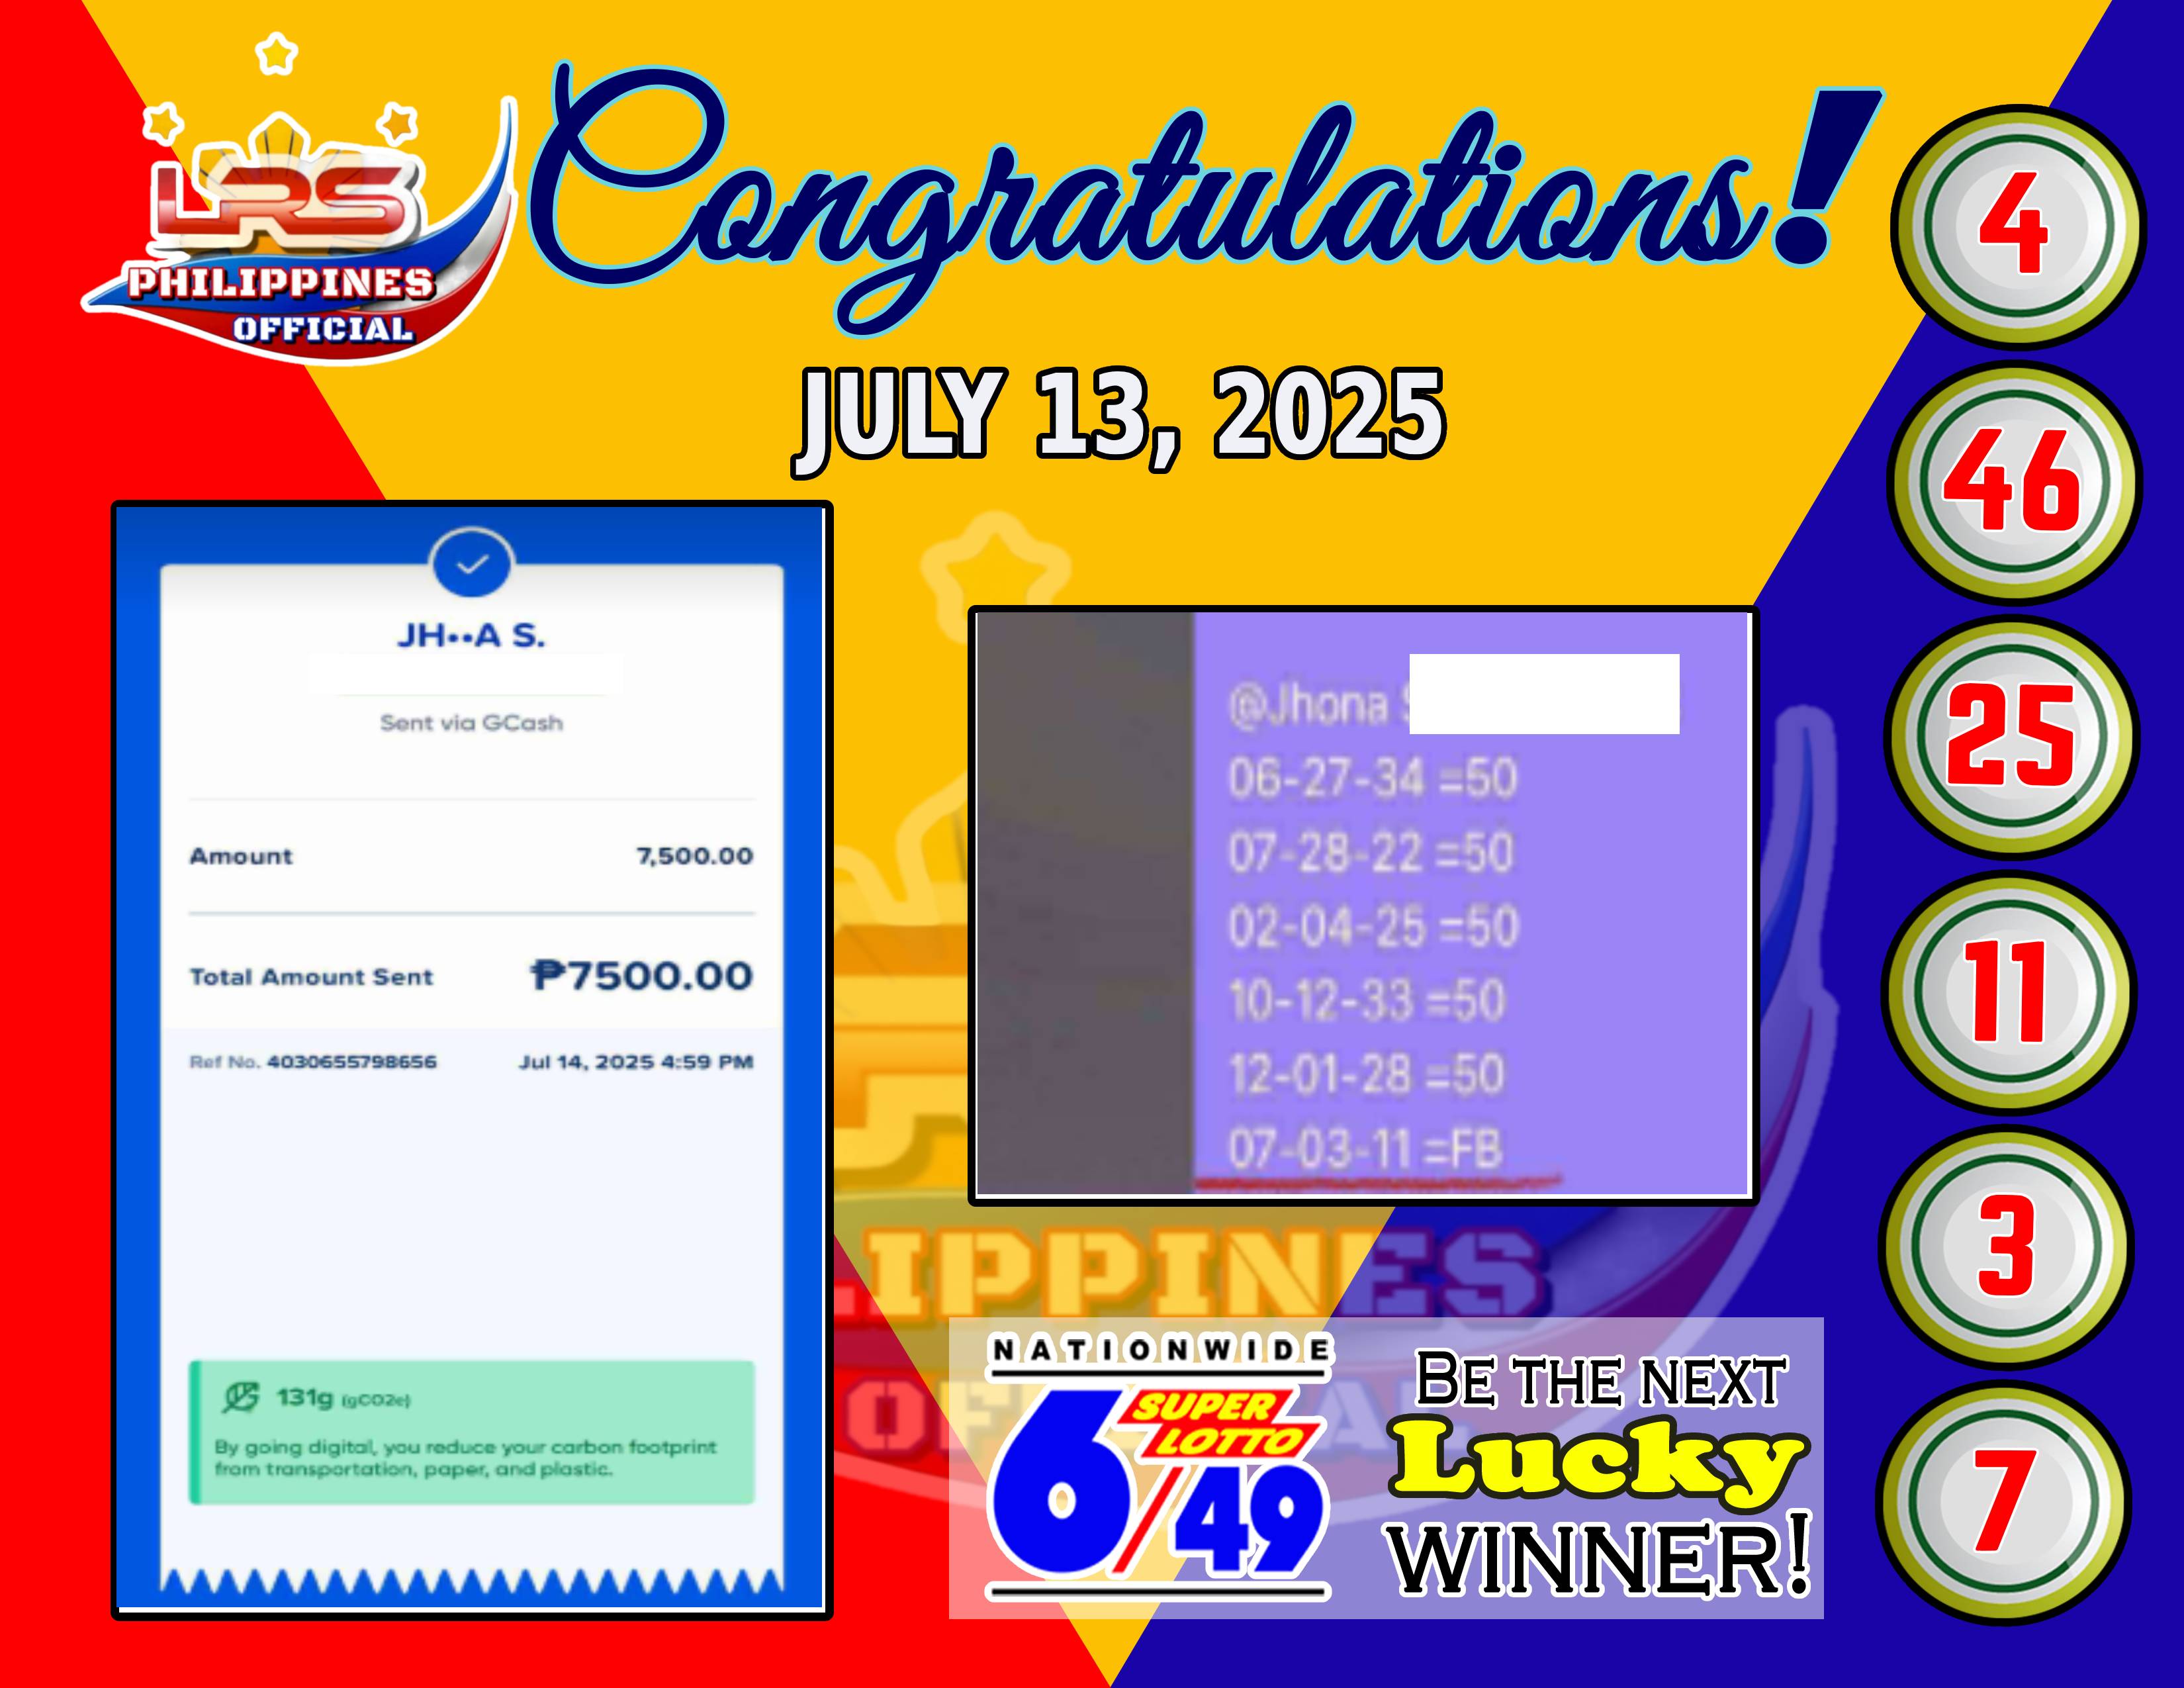 LRS
PHILIPPINES
OFFICIAL
Congratulations!
JULY 13, 2025
JH••A S.
Sent via GCash
Amount 7,500.00
Total Amount Sent ₱7500.00
Ref No. 4030655798656 Jul 14, 2025 4:59 PM
131g (gCO2e)
By going digital, you reduce your carbon footprint
from transportation, paper, and plastic.
@Jhona
06-27-34 =50
07-28-22 =50
02-04-25 =50
10-12-33 =50
12-01-28 =50
07-03-11 =FB
NATIONWIDE
SUPER
LOTTO
6/49
BE THE NEXT
Lucky
WINNER!
4
46
25
11
3
7